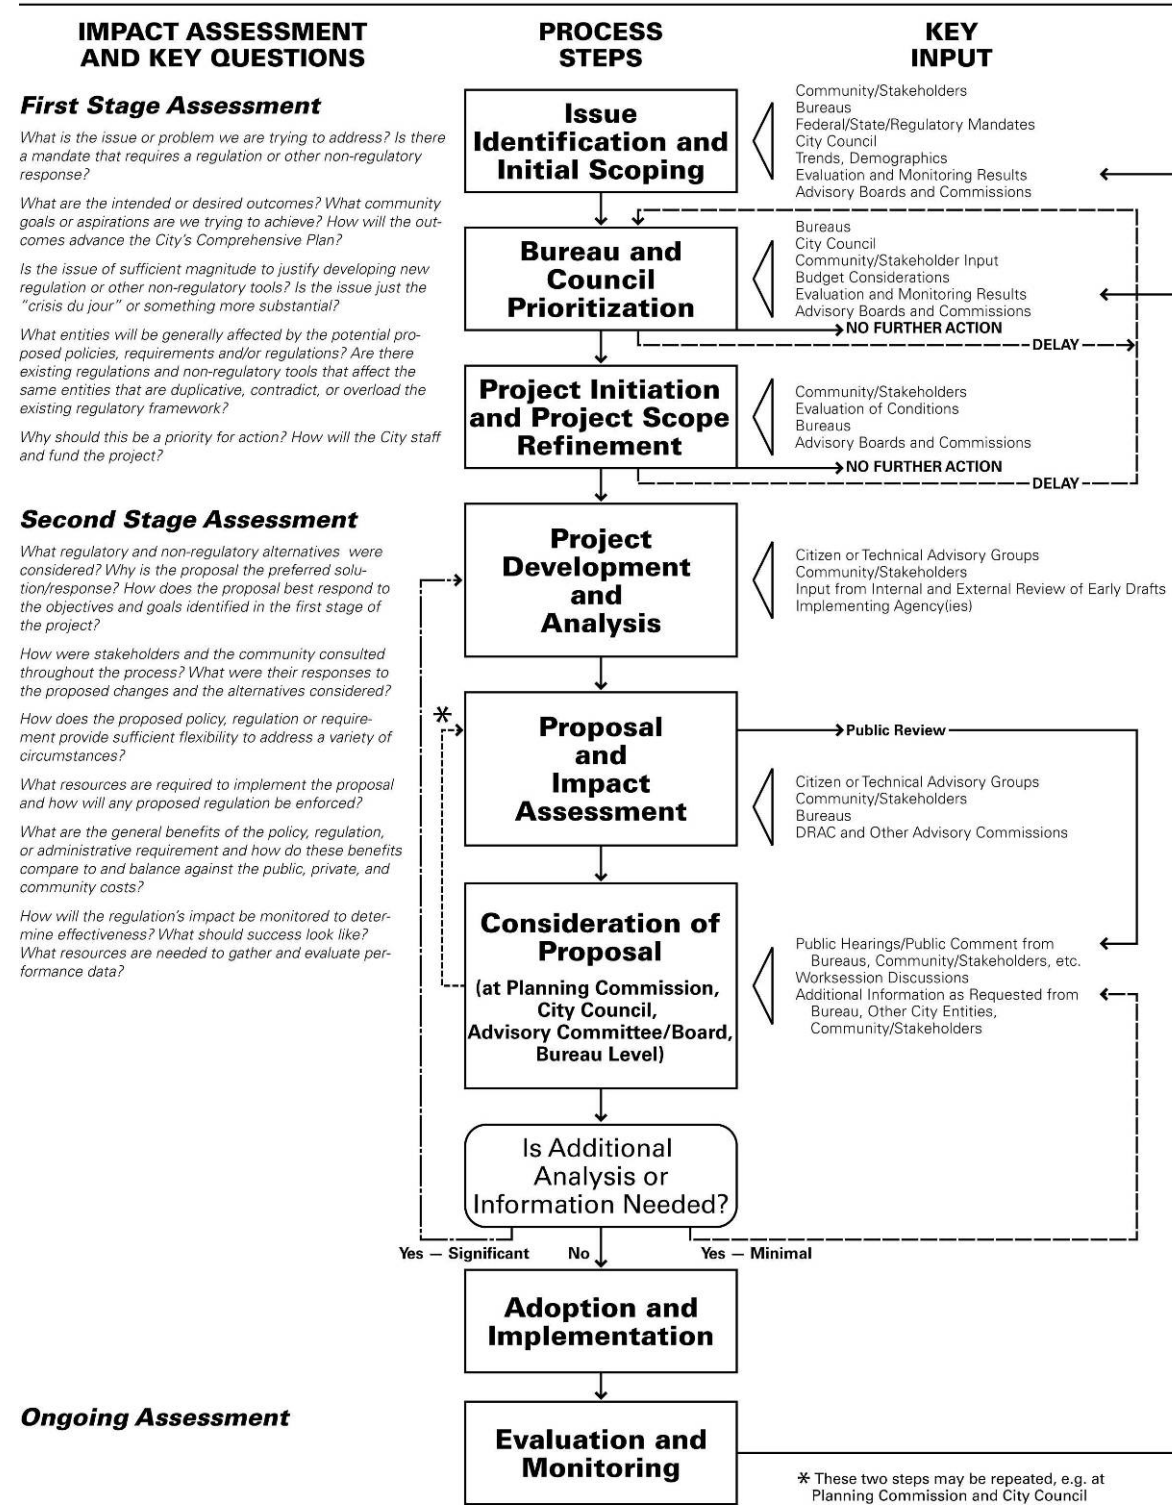 IMPACT ASSESSMENT
AND KEY QUESTIONS
PROCESS
STEPS
KEY
INPUT
First Stage Assessment
What is the issue or problem we are trying to address? Is there
a mandate that requires a regulation or other non-regulatory
response?
What are the intended or desired outcomes? What community
goals or aspirations are we trying to achieve? How will the out-
comes advance the City's Comprehensive Plan?
Is the issue of sufficient magnitude to justify developing new
regulation or other non-regulatory tools? Is the issue just the
"crisis du jour" or something more substantial?
What entities will be generally affected by the potential pro-
posed policies, requirements and/or regulations? Are there
existing regulations and non-regulatory tools that affect the
same entities that are duplicative, contradict, or overload the
existing regulatory framework?
Why should this be a priority for action? How will the City staff
and fund the project?
Issue
Identification and
Initial Scoping
Community/Stakeholders
Bureaus
Federal/State/Regulatory Mandates
City Council
Trends, Demographics
Evaluation and Monitoring Results
Advisory Boards and Commissions
Bureau and
Council
Prioritization
Bureaus
City Council
Community/Stakeholder Input
Budget Considerations
Evaluation and Monitoring Results
Advisory Boards and Commissions
NO FURTHER ACTION
DELAY
Project Initiation
and Project Scope
Refinement
Community/Stakeholders
Evaluation of Conditions
Bureaus
Advisory Boards and Commissions
NO FURTHER ACTION
DELAY
Second Stage Assessment
What regulatory and non-regulatory alternatives were
considered? Why is the proposal the preferred solu-
tion/response? How does the proposal best respond to
the objectives and goals identified in the first stage of
the project?
How were stakeholders and the community consulted
throughout the process? What were their responses to
the proposed changes and the alternatives considered?
How does the proposed policy, regulation or require-
ment provide sufficient flexibility to address a variety of
circumstances?
What resources are required to implement the proposal
and how will any proposed regulation be enforced?
What are the general benefits of the policy, regulation,
or administrative requirement and how do these benefits
compare to and balance against the public, private, and
community costs?
How will the regulation's impact be monitored to deter-
mine effectiveness? What should success look like?
What resources are needed to gather and evaluate per-
formance data?
Project
Development
and
Analysis
Citizen or Technical Advisory Groups
Community/Stakeholders
Input from Internal and External Review of Early Drafts
Implementing Agency(ies)
*
Proposal
and
Impact
Assessment
Public Review
Citizen or Technical Advisory Groups
Community/Stakeholders
Bureaus
DRAC and Other Advisory Commissions
Consideration of
Proposal
(at Planning Commission,
City Council,
Advisory Committee/Board,
Bureau Level)
Public Hearings/Public Comment from
Bureaus, Community/Stakeholders, etc.
Worksession Discussions
Additional Information as Requested from
Bureau, Other City Entities,
Community/Stakeholders
Is Additional
Analysis or
Information Needed?
Yes — Significant
No
Yes — Minimal
Adoption and
Implementation
Ongoing Assessment
Evaluation and
Monitoring
* These two steps may be repeated, e.g. at
Planning Commission and City Council